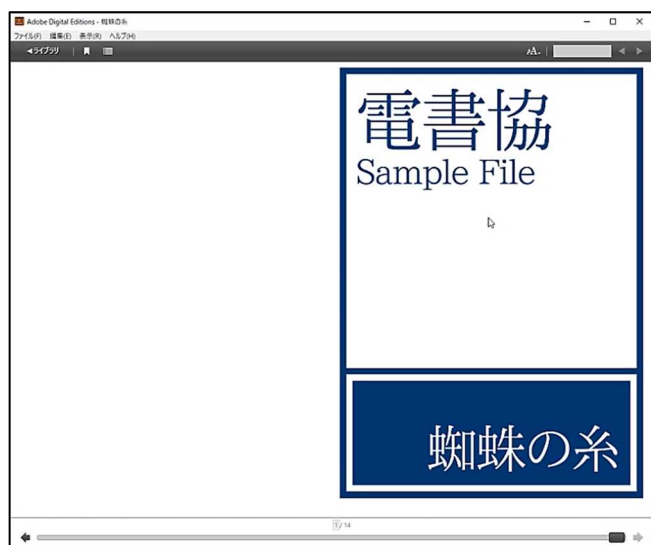 Adobe Digital Editions - 蜘蛛の糸
ファイル(F) 編集(E) 表示(R) ヘルプ(H)
◀ライブラリ
AA-
電書協
Sample File
蜘蛛の糸
1/ 14